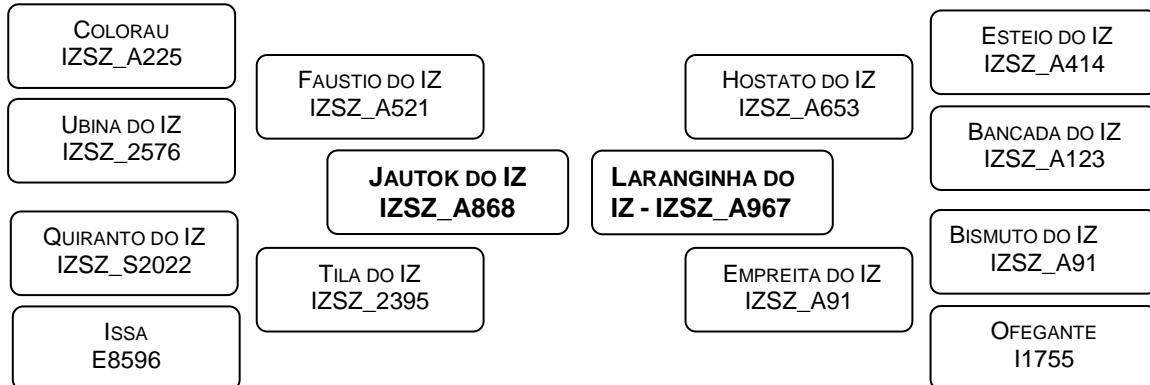 COLORAU
IZSZ_A225
UBINA DO IZ
IZSZ_2576
QUIRANTO DO IZ
IZSZ_S2022
ISSA
E8596
FAUSTIO DO IZ
IZSZ_A521
TILA DO IZ
IZSZ_2395
JAUTOK DO IZ
IZSZ_A868
LARANGINHA DO
IZ - IZSZ_A967
HOSTATO DO IZ
IZSZ_A653
EMPREITA DO IZ
IZSZ_A91
ESTEIO DO IZ
IZSZ_A414
BANCADA DO IZ
IZSZ_A123
BISMUTO DO IZ
IZSZ_A91
OFEGANTE
I1755